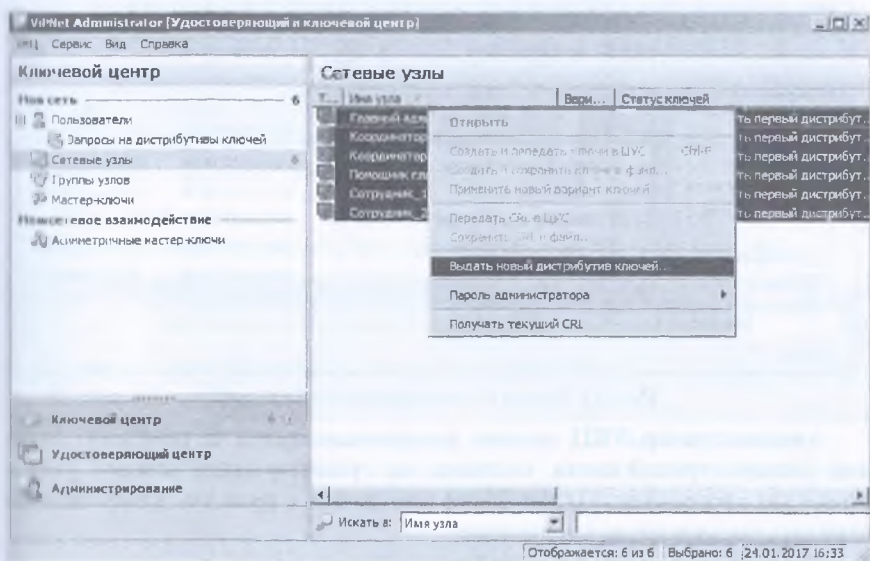 ViPNet Administrator [Удостоверяющий и ключевой центр]
Сервис Вид Справка
Ключевой центр
Моя сеть 6
Пользователи
Запросы на дистрибутивы ключей
Сетевые узлы 6
Группы узлов
Мастер-ключи
Межсетевое взаимодействие
Асимметричные мастер-ключи
Ключевой центр
Удостоверяющий центр
Администрирование
Сетевые узлы
Т... Имя узла Вари... Статус ключей
Главный ть первый дистрибут...
Координатор ть первый дистрибут...
Координатор ть первый дистрибут...
Помощник ть первый дистрибут...
Сотрудник_1 ть первый дистрибут...
Сотрудник_2 ть первый дистрибут...
Открыть
Создать и передать ключи в ЦУС
Создать и сохранить ключи в файл...
Применить новый вариант ключей
Передать CRL в ЦУС
Сохранить CRL в файл...
Выдать новый дистрибутив ключей...
Пароль администратора
Получать текущий CRL
Искать в: Имя узла
Отображается: 6 из 6 Выбрано: 6 24.01.2017 16:33